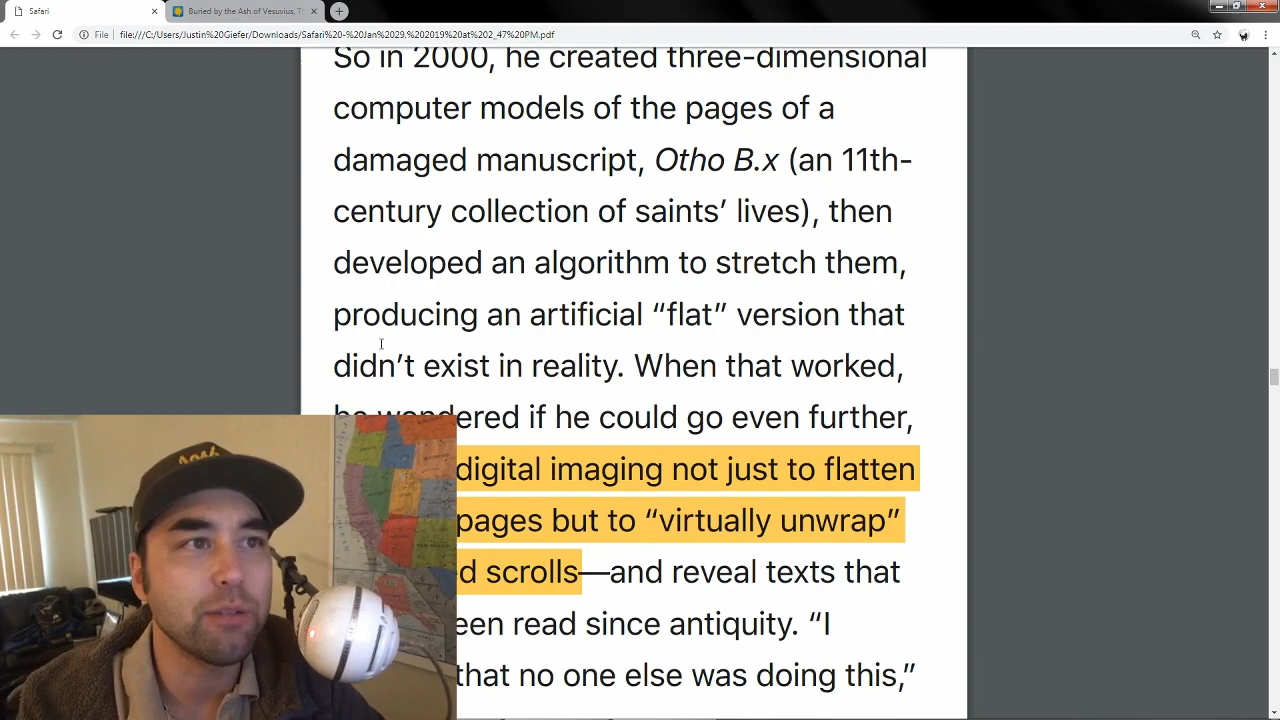 Safari
Buried by the Ash of Vesuvius, Th
File
file:///C:/Users/Justin%20Giefer/Downloads/Safari%20-%20Jan%2029,%202019%20at%202_47%20PM.pdf
So in 2000, he created three-dimensional
computer models of the pages of a
damaged manuscript, Otho B.x (an 11th-
century collection of saints’ lives), then
developed an algorithm to stretch them,
producing an artificial “flat” version that
didn’t exist in reality. When that worked,
he wondered if he could go even further,
digital imaging not just to flatten
pages but to “virtually unwrap”
d scrolls—and reveal texts that
een read since antiquity. “I
that no one else was doing this,”